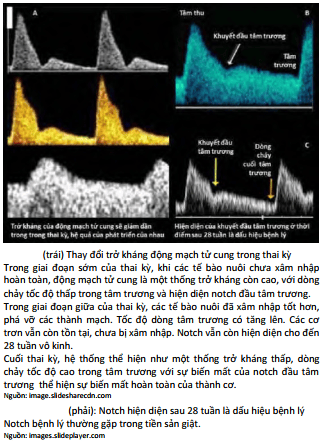 A
Tâm thu
B
Khuyết đầu
tâm trương
Tâm
trương
Khuyết đầu
tâm trương
Dòng
chảy
cuối tâm
trương
C
Trở kháng của động mạch tử cung sẽ giảm dần
trong trong thai kỳ, hệ quả của phát triển của nhau
Hiện diện của khuyết đầu tâm trương ở thời
điểm sau 28 tuần là dấu hiệu bệnh lý
(trái) Thay đổi trở kháng động mạch tử cung trong thai kỳ
Trong giai đoạn sớm của thai kỳ, khi các tế bào nuôi chưa xâm nhập
hoàn toàn, động mạch tử cung là một thống trở kháng còn cao, với dòng
chảy tốc độ thấp trong tâm trương và hiện diện notch đầu tâm trương.
Trong giai đoạn giữa của thai kỳ, các tế bào nuôi đã xâm nhập tốt hơn,
phá vỡ các thành mạch. Tốc độ dòng tâm trương có tăng lên. Các cơ
trơn vẫn còn tồn tại, chưa bị xâm nhập. Notch vẫn còn hiện diện cho đến
28 tuần vô kinh.
Cuối thai kỳ, hệ thống thể hiện như một thống trở kháng thấp, dòng
chảy tốc độ cao trong tâm trương với sự biến mất của notch đầu tâm
trương thể hiện sự biến mất hoàn toàn của thành cơ.
Nguồn: image.slidesharecdn.com
(phải): Notch hiện diện sau 28 tuần là dấu hiệu bệnh lý
Notch bệnh lý thường gặp trong tiền sản giật.
Nguồn: images.slideplayer.com